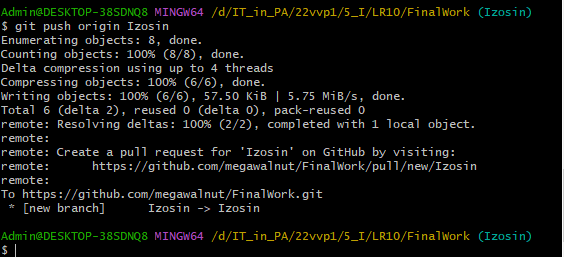 Admin@DESKTOP-38SDNQ8 MINGW64 /d/IT_in_PA/22vvp1/5_I/LR10/FinalWork (Izosin)
$ git push origin Izosin
Enumerating objects: 8, done.
Counting objects: 100% (8/8), done.
Delta compression using up to 4 threads
Compressing objects: 100% (6/6), done.
Writing objects: 100% (6/6), 57.50 KiB | 5.75 MiB/s, done.
Total 6 (delta 2), reused 0 (delta 0), pack-reused 0
remote: Resolving deltas: 100% (2/2), completed with 1 local object.
remote:
remote: Create a pull request for 'Izosin' on GitHub by visiting:
remote:      https://github.com/megawalnut/FinalWork/pull/new/Izosin
remote:
To https://github.com/megawalnut/FinalWork.git
 * [new branch]      Izosin -> Izosin
Admin@DESKTOP-38SDNQ8 MINGW64 /d/IT_in_PA/22vvp1/5_I/LR10/FinalWork (Izosin)
$